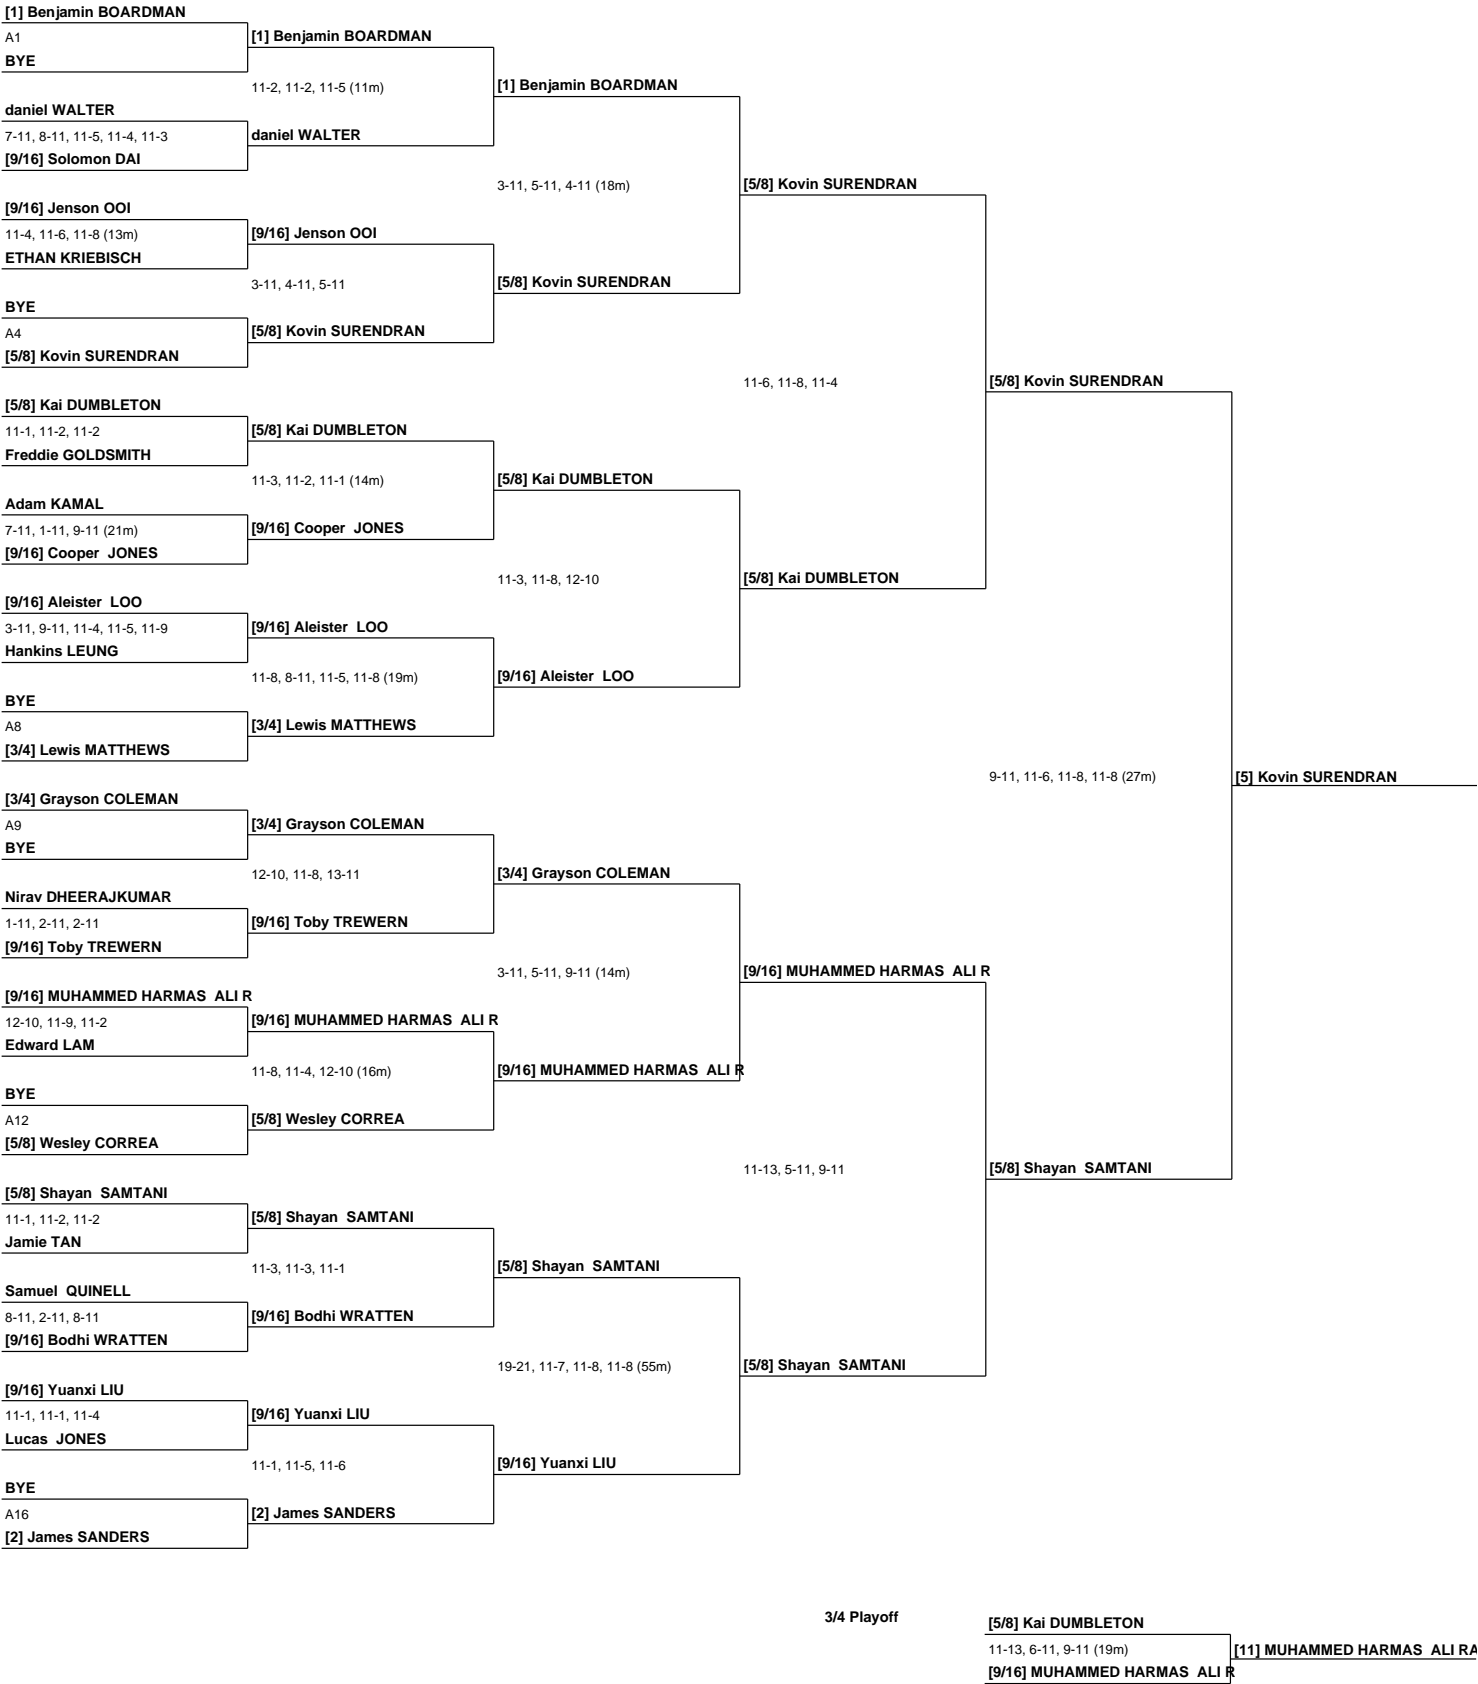 [1] Benjamin BOARDMAN
A1
[1] Benjamin BOARDMAN
BYE
11-2, 11-2, 11-5 (11m)
[1] Benjamin BOARDMAN
daniel WALTER
7-11, 8-11, 11-5, 11-4, 11-3
daniel WALTER
[9/16] Solomon DAI
3-11, 5-11, 4-11 (18m)
[5/8] Kovin SURENDRAN
[9/16] Jenson OOI
11-4, 11-6, 11-8 (13m)
[9/16] Jenson OOI
ETHAN KRIEBISCH
3-11, 4-11, 5-11
[5/8] Kovin SURENDRAN
BYE
A4
[5/8] Kovin SURENDRAN
[5/8] Kovin SURENDRAN
11-6, 11-8, 11-4
[5/8] Kovin SURENDRAN
[5/8] Kai DUMBLETON
11-1, 11-2, 11-2
[5/8] Kai DUMBLETON
Freddie GOLDSMITH
11-3, 11-2, 11-1 (14m)
[5/8] Kai DUMBLETON
Adam KAMAL
7-11, 1-11, 9-11 (21m)
[9/16] Cooper  JONES
[9/16] Cooper  JONES
11-3, 11-8, 12-10
[5/8] Kai DUMBLETON
[9/16] Aleister  LOO
3-11, 9-11, 11-4, 11-5, 11-9
[9/16] Aleister  LOO
Hankins LEUNG
11-8, 8-11, 11-5, 11-8 (19m)
[9/16] Aleister  LOO
BYE
A8
[3/4] Lewis MATTHEWS
[3/4] Lewis MATTHEWS
9-11, 11-6, 11-8, 11-8 (27m)
[5] Kovin SURENDRAN
[3/4] Grayson COLEMAN
A9
[3/4] Grayson COLEMAN
BYE
12-10, 11-8, 13-11
[3/4] Grayson COLEMAN
Nirav DHEERAJKUMAR
1-11, 2-11, 2-11
[9/16] Toby TREWERN
[9/16] Toby TREWERN
3-11, 5-11, 9-11 (14m)
[9/16] MUHAMMED HARMAS  ALI R
[9/16] MUHAMMED HARMAS  ALI R
12-10, 11-9, 11-2
[9/16] MUHAMMED HARMAS  ALI R
Edward LAM
11-8, 11-4, 12-10 (16m)
[9/16] MUHAMMED HARMAS  ALI R
BYE
A12
[5/8] Wesley CORREA
[5/8] Wesley CORREA
11-13, 5-11, 9-11
[5/8] Shayan  SAMTANI
[5/8] Shayan  SAMTANI
11-1, 11-2, 11-2
[5/8] Shayan  SAMTANI
Jamie TAN
11-3, 11-3, 11-1
[5/8] Shayan  SAMTANI
Samuel  QUINELL
8-11, 2-11, 8-11
[9/16] Bodhi WRATTEN
[9/16] Bodhi WRATTEN
19-21, 11-7, 11-8, 11-8 (55m)
[5/8] Shayan  SAMTANI
[9/16] Yuanxi LIU
11-1, 11-1, 11-4
[9/16] Yuanxi LIU
Lucas  JONES
11-1, 11-5, 11-6
[9/16] Yuanxi LIU
BYE
A16
[2] James SANDERS
[2] James SANDERS
3/4 Playoff
[5/8] Kai DUMBLETON
11-13, 6-11, 9-11 (19m)
[11] MUHAMMED HARMAS  ALI RA
[9/16] MUHAMMED HARMAS  ALI R